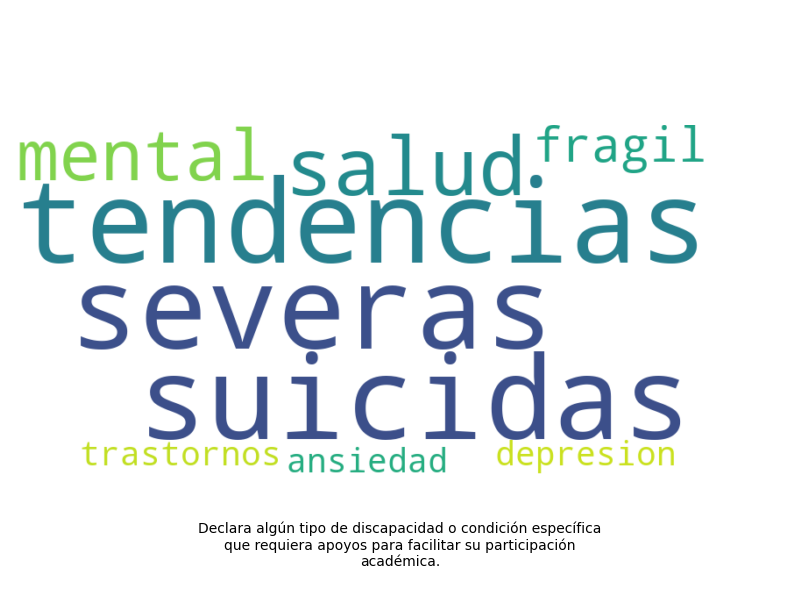 mental salud fragil
tendencias
severas
suicidas
trastornos ansiedad depresion
Declara algún tipo de discapacidad o condición específica
que requiera apoyos para facilitar su participación
académica.